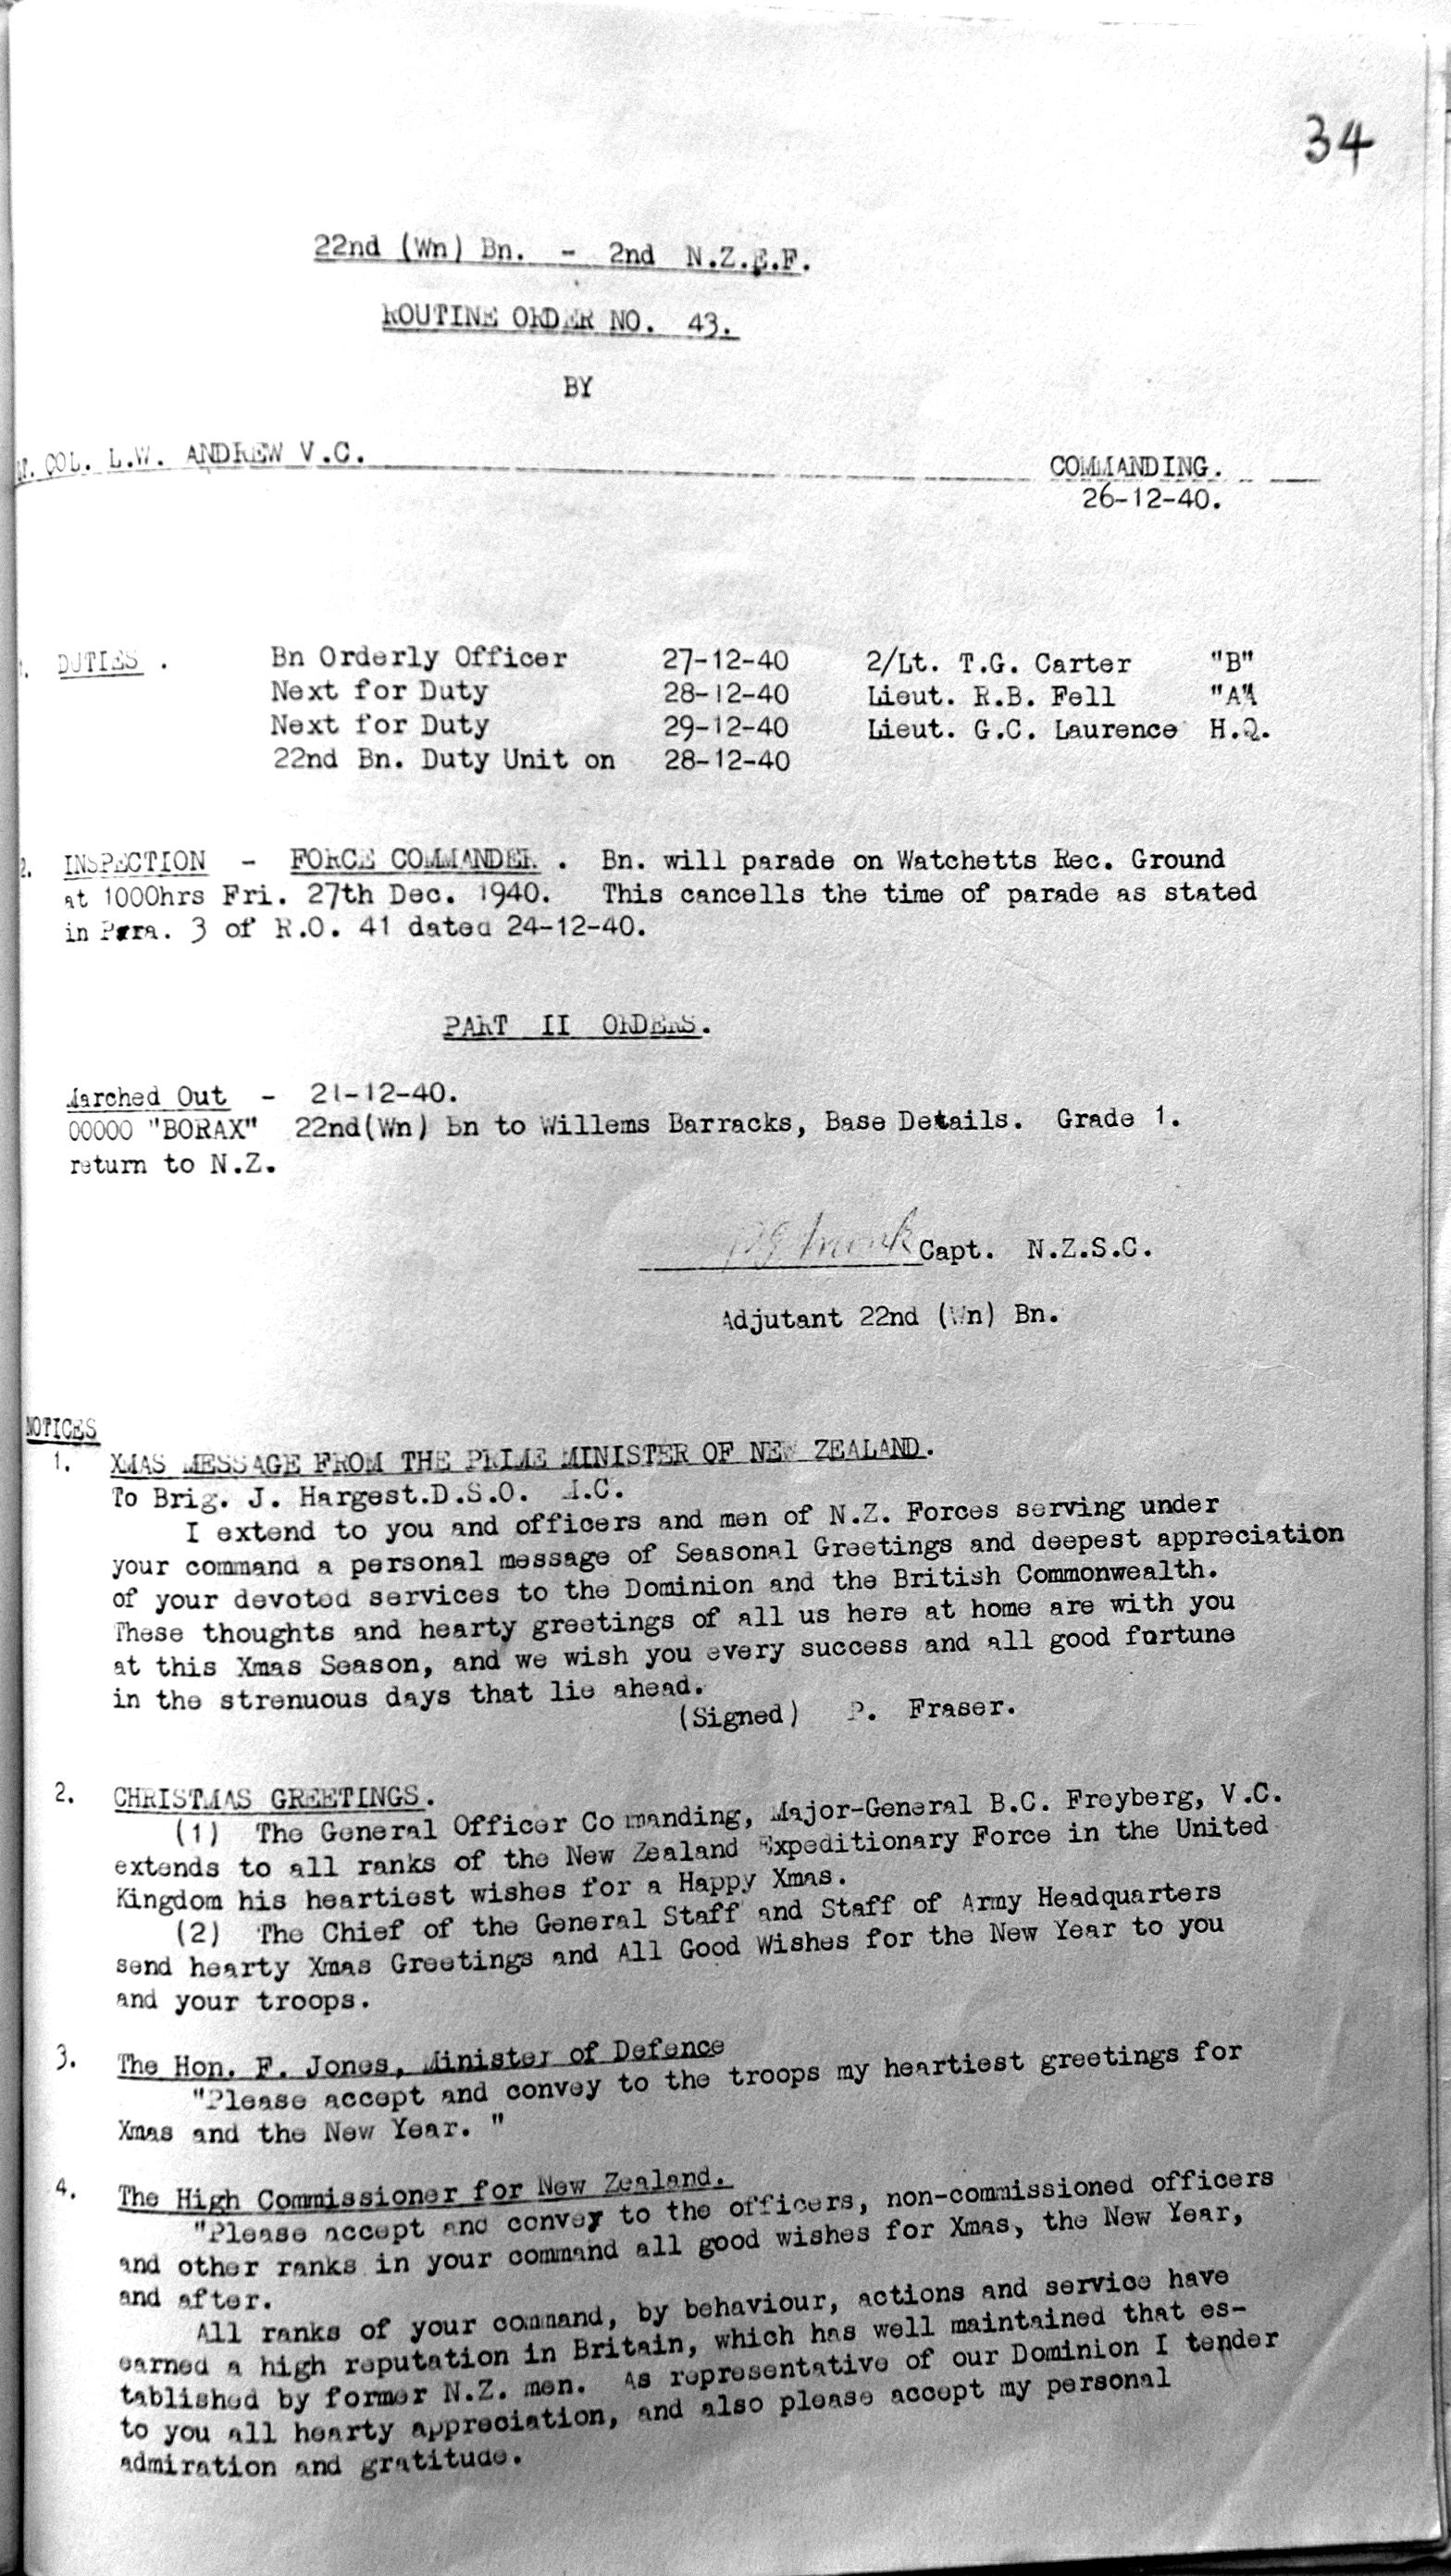 34
22nd (Wn) Bn. - 2nd N.Z.E.F.
ROUTINE ORDER NO. 43.
BY
LT. COL. L.W. ANDREW V.C. COMMANDING.
26-12-40.
1. DUTIES . Bn Orderly Officer 27-12-40 2/Lt. T.G. Carter "B"
Next for Duty 28-12-40 Lieut. R.B. Fell "A"
Next for Duty 29-12-40 Lieut. G.C. Laurence H.Q.
22nd Bn. Duty Unit on 28-12-40
2. INSPECTION - FORCE COMMANDER . Bn. will parade on Watchetts Rec. Ground
at 1000hrs Fri. 27th Dec. 1940. This cancells the time of parade as stated
in Para. 3 of R.O. 41 dated 24-12-40.
PART II ORDERS.
Marched Out - 21-12-40.
00000 "BORAX" 22nd(Wn) Bn to Willems Barracks, Base Details. Grade 1.
return to N.Z.
Capt. N.Z.S.C.
Adjutant 22nd (Wn) Bn.
NOTICES
1. XMAS MESSAGE FROM THE PRIME MINISTER OF NEW ZEALAND.
To Brig. J. Hargest.D.S.O. M.C.
I extend to you and officers and men of N.Z. Forces serving under
your command a personal message of Seasonal Greetings and deepest appreciation
of your devoted services to the Dominion and the British Commonwealth.
These thoughts and hearty greetings of all us here at home are with you
at this Xmas Season, and we wish you every success and all good fortune
in the strenuous days that lie ahead.
(Signed) P. Fraser.
2. CHRISTMAS GREETINGS.
(1) The General Officer Commanding, Major-General B.C. Freyberg, V.C.
extends to all ranks of the New Zealand Expeditionary Force in the United
Kingdom his heartiest wishes for a Happy Xmas.
(2) The Chief of the General Staff and Staff of Army Headquarters
send hearty Xmas Greetings and All Good Wishes for the New Year to you
and your troops.
3. The Hon. F. Jones, Minister of Defence
"Please accept and convey to the troops my heartiest greetings for
Xmas and the New Year. "
4. The High Commissioner for New Zealand.
"Please accept and convey to the officers, non-commissioned officers
and other ranks in your command all good wishes for Xmas, the New Year,
and after.
All ranks of your command, by behaviour, actions and service have
earned a high reputation in Britain, which has well maintained that es-
tablished by former N.Z. men. As representative of our Dominion I tender
to you all hearty appreciation, and also please accept my personal
admiration and gratitude.